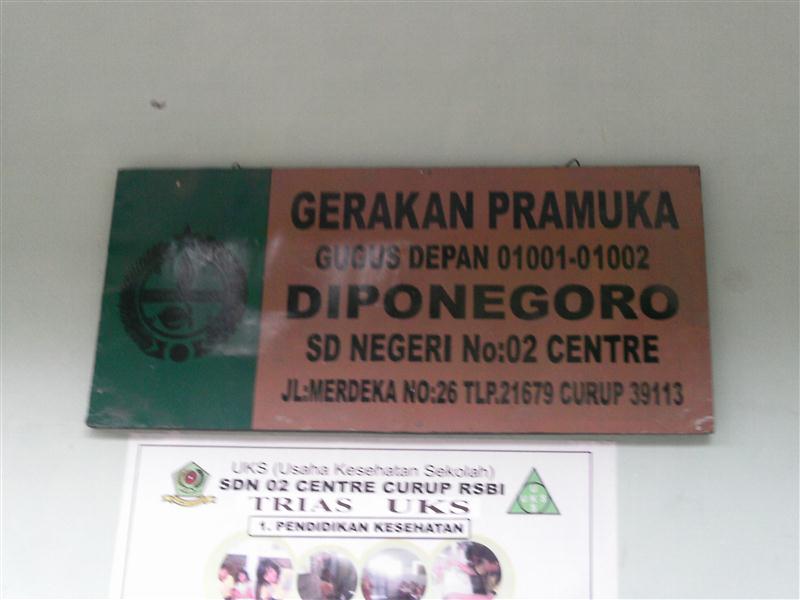 GERAKAN PRAMUKA
GUGUS DEPAN 01001-01002
DIPONEGORO
SD NEGERI No:02 CENTRE
JL:MERDEKA NO:26 TLP.21679 CURUP 39113
UKS (Usaha Kesehatan Sekolah)
SDN 02 CENTRE CURUP RSBI
TRIAS UKS
1. PENDIDIKAN KESEHATAN
U
UKS
S